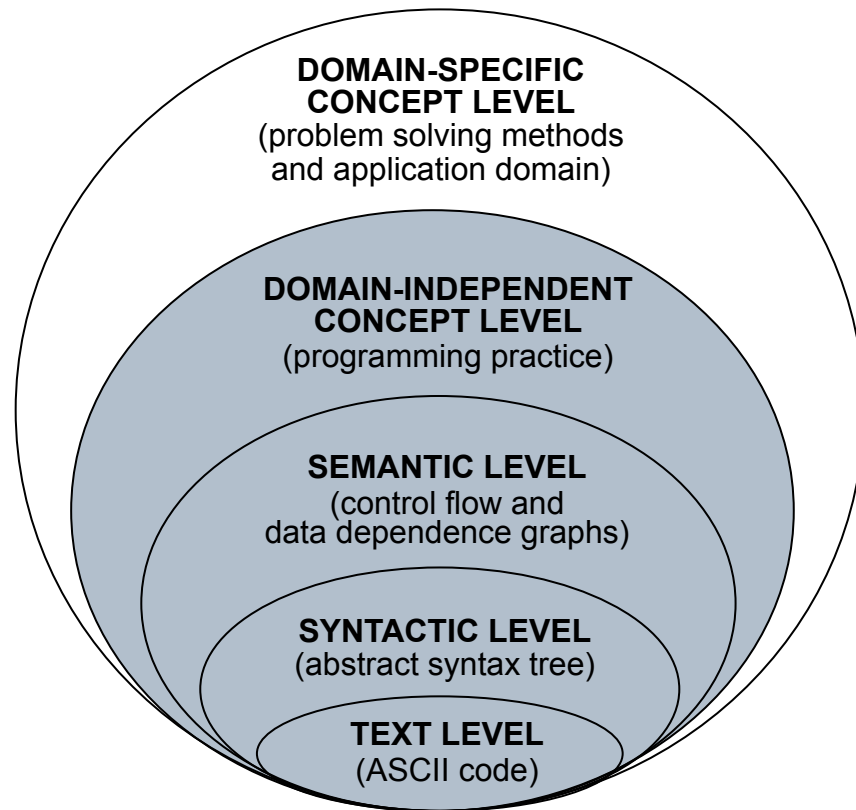 DOMAIN-SPECIFIC
CONCEPT LEVEL
(problem solving methods
and application domain)
DOMAIN-INDEPENDENT
CONCEPT LEVEL
(programming practice)
SEMANTIC LEVEL
(control flow and
data dependence graphs)
SYNTACTIC LEVEL
(abstract syntax tree)
TEXT LEVEL
(ASCII code)